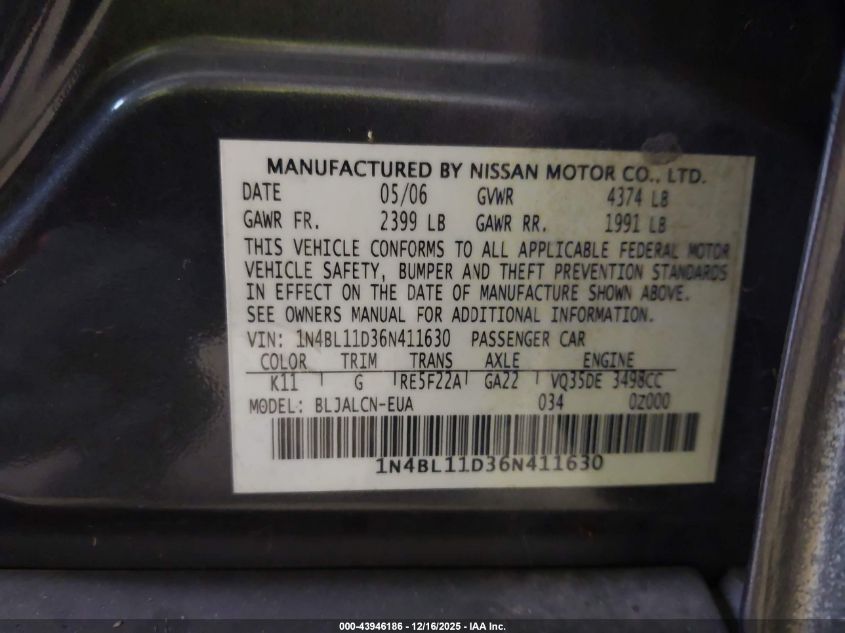 MANUFACTURED BY NISSAN MOTOR CO., LTD.
DATE 05/06 GVWR 4374 LB
GAWR FR. 2399 LB GAWR RR. 1991 LB
THIS VEHICLE CONFORMS TO ALL APPLICABLE FEDERAL MOTOR
VEHICLE SAFETY, BUMPER AND THEFT PREVENTION STANDARDS
IN EFFECT ON THE DATE OF MANUFACTURE SHOWN ABOVE.
SEE OWNERS MANUAL FOR ADDITIONAL INFORMATION.
VIN: 1N4BL11D36N411630 PASSENGER CAR
COLOR TRIM TRANS AXLE ENGINE
K11 G RE5F22A GA22 VQ35DE 3498CC
MODEL: BLJALCN-EUA 034 0Z000
1N4BL11D36N411630
000-43946186 - 12/16/2025 - IAA Inc.